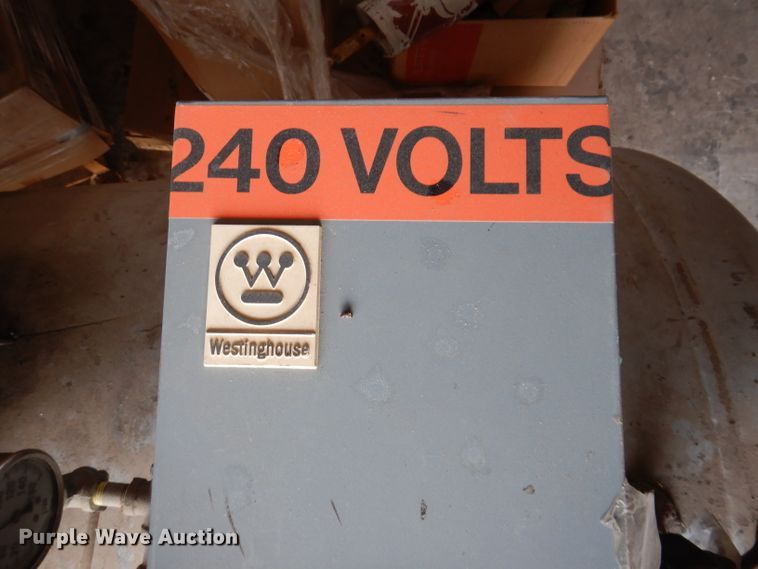 240 VOLTS
W
Westinghouse
Purple Wave Auction